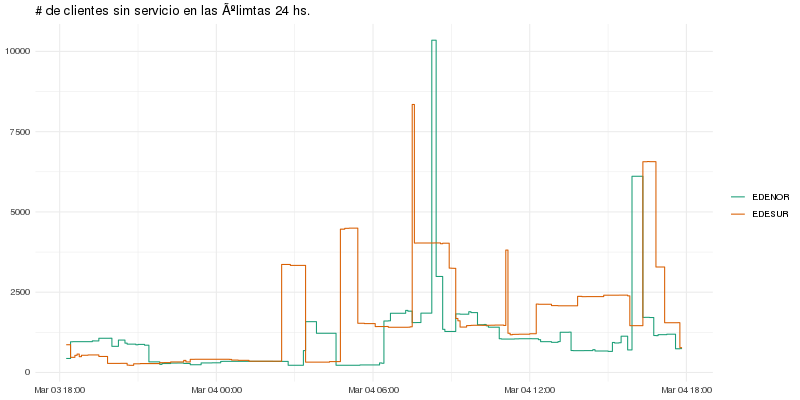 # de clientes sin servicio en las Ãºlimtas 24 hs.
10000
7500
5000
2500
0
EDENOR
EDESUR
Mar 03 18:00
Mar 04 00:00
Mar 04 06:00
Mar 04 12:00
Mar 04 18:00